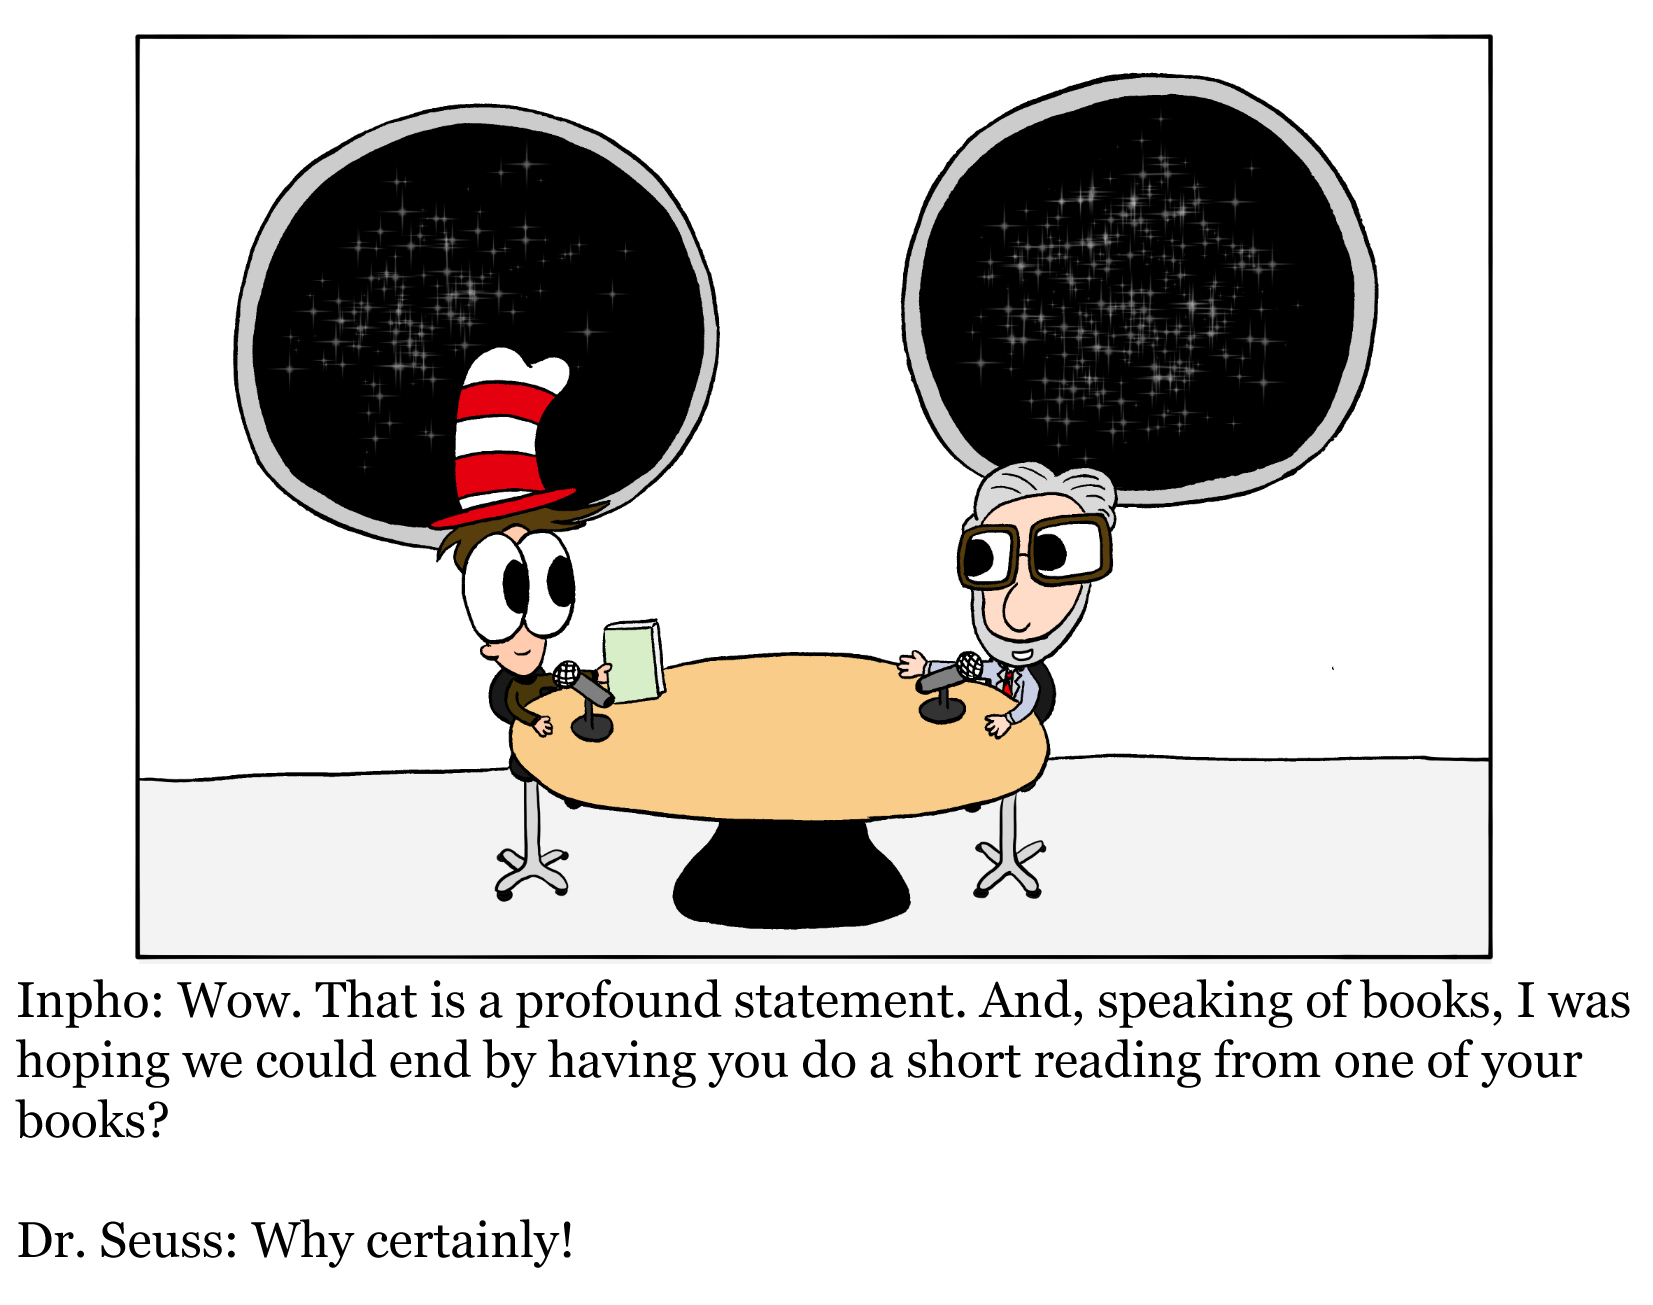 Inpho: Wow. That is a profound statement. And, speaking of books, I was
hoping we could end by having you do a short reading from one of your
books?
Dr. Seuss: Why certainly!